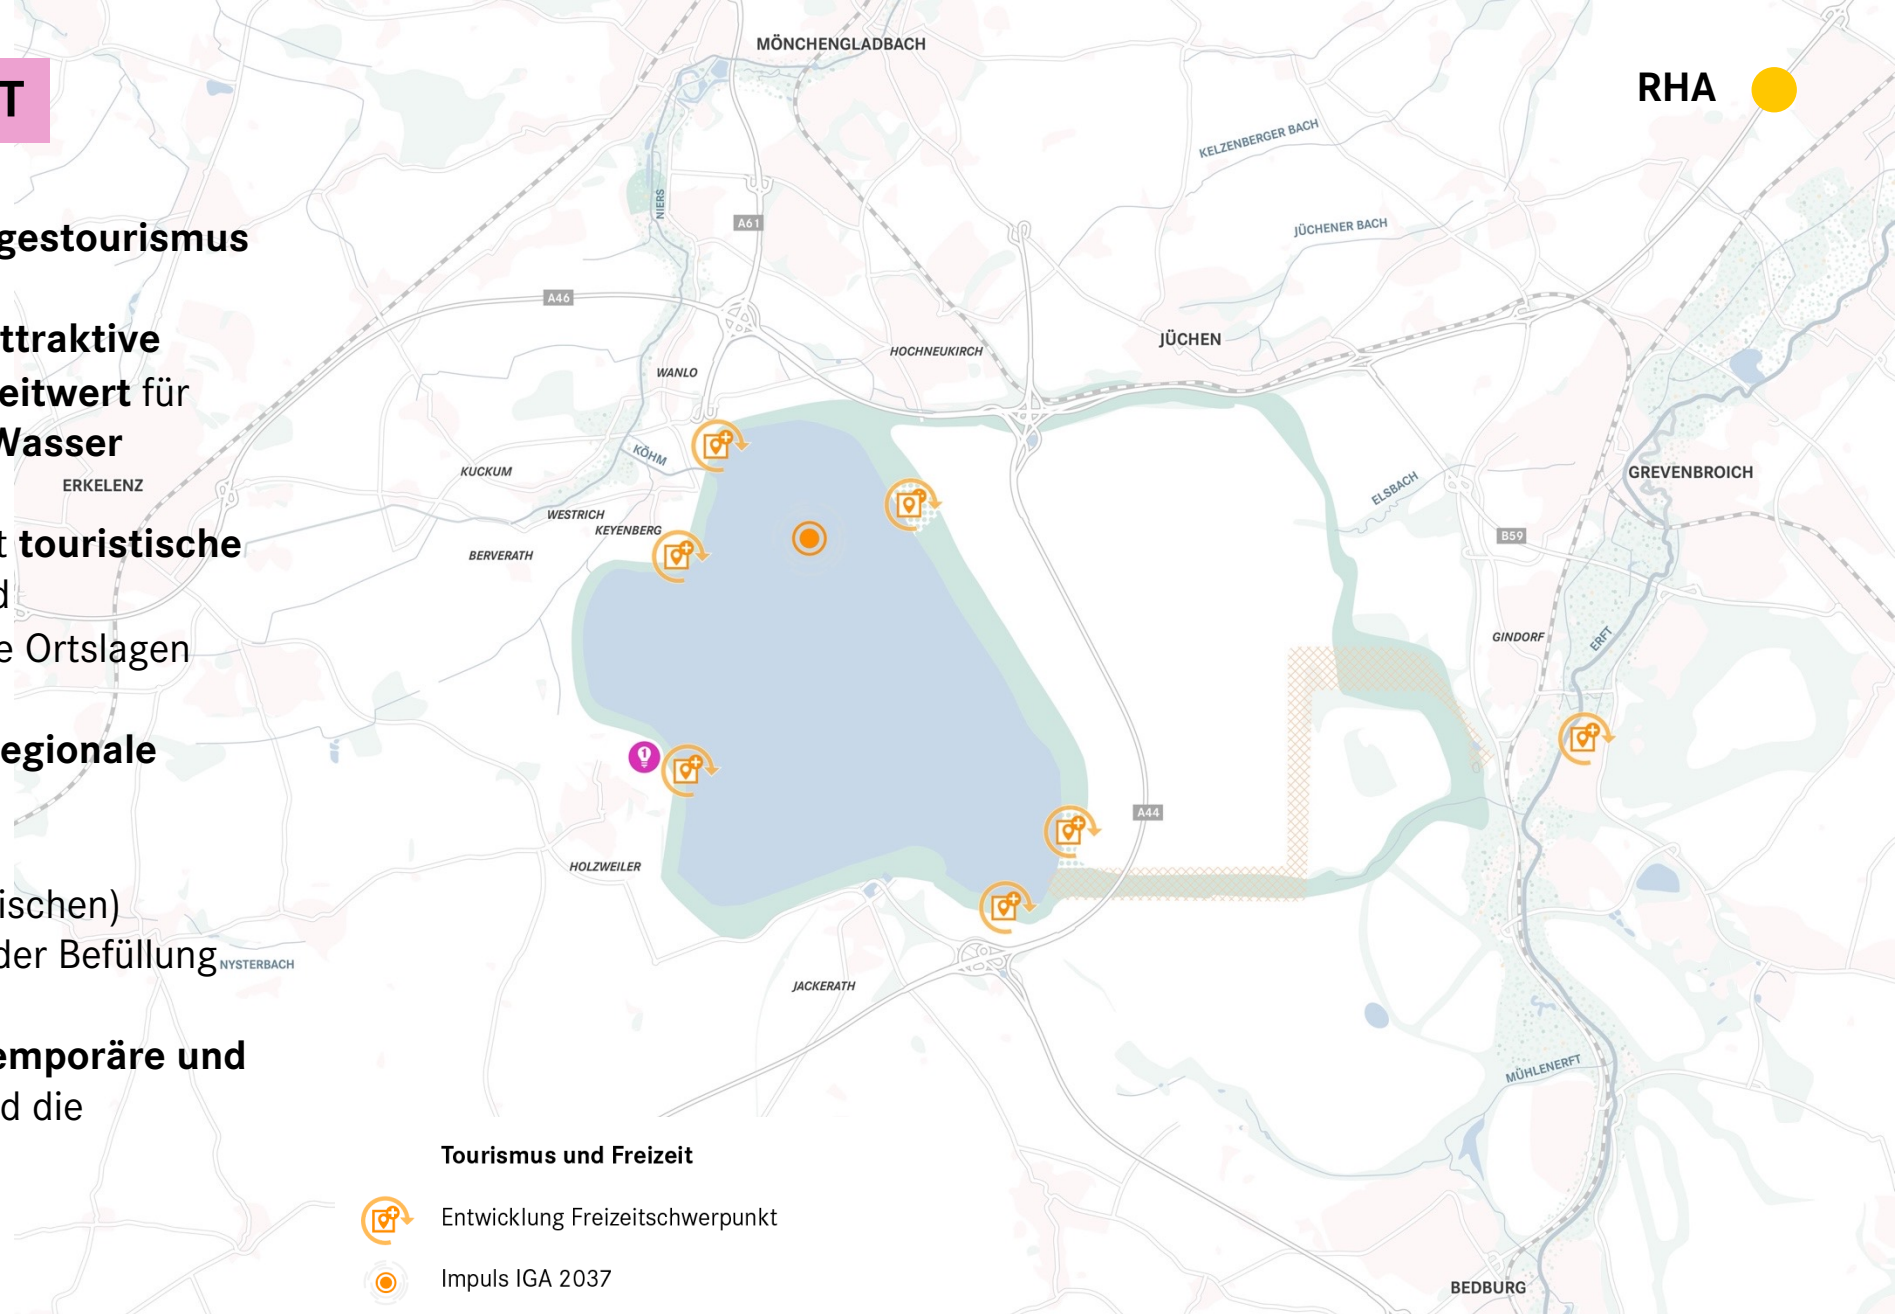 T
gestourismus
ttraktive
eitwert für
Wasser
t touristische
d
e Ortslagen
egionale
ischen)
der Befüllung
emporäre und
d die
RHA
MÖNCHENGLADBACH
KELZENBERGER BACH
NIERS
A61
JÜCHENER BACH
A46
JÜCHEN
HOCHNEUKIRCH
WANLO
KÖHM
KUCKUM
ERKELENZ
GREVENBROICH
ELSBACH
WESTRICH
KEYENBERG
BERVERATH
B59
GINDORF
ERFT
1
A44
HOLZWEILER
NYSTERBACH
JACKERATH
MÜHLENERFT
BEDBURG
Tourismus und Freizeit
Entwicklung Freizeitschwerpunkt
Impuls IGA 2037